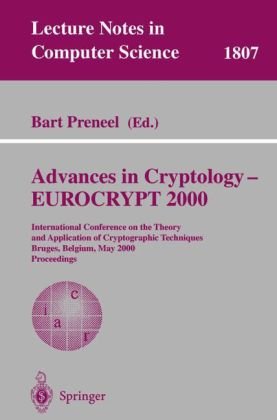 Lecture Notes in
Computer Science 1807
Bart Preneel (Ed.)
Advances in Cryptology –
EUROCRYPT 2000
International Conference on the Theory
and Application of Cryptographic Techniques
Bruges, Belgium, May 2000
Proceedings
i
a
c
r
Springer